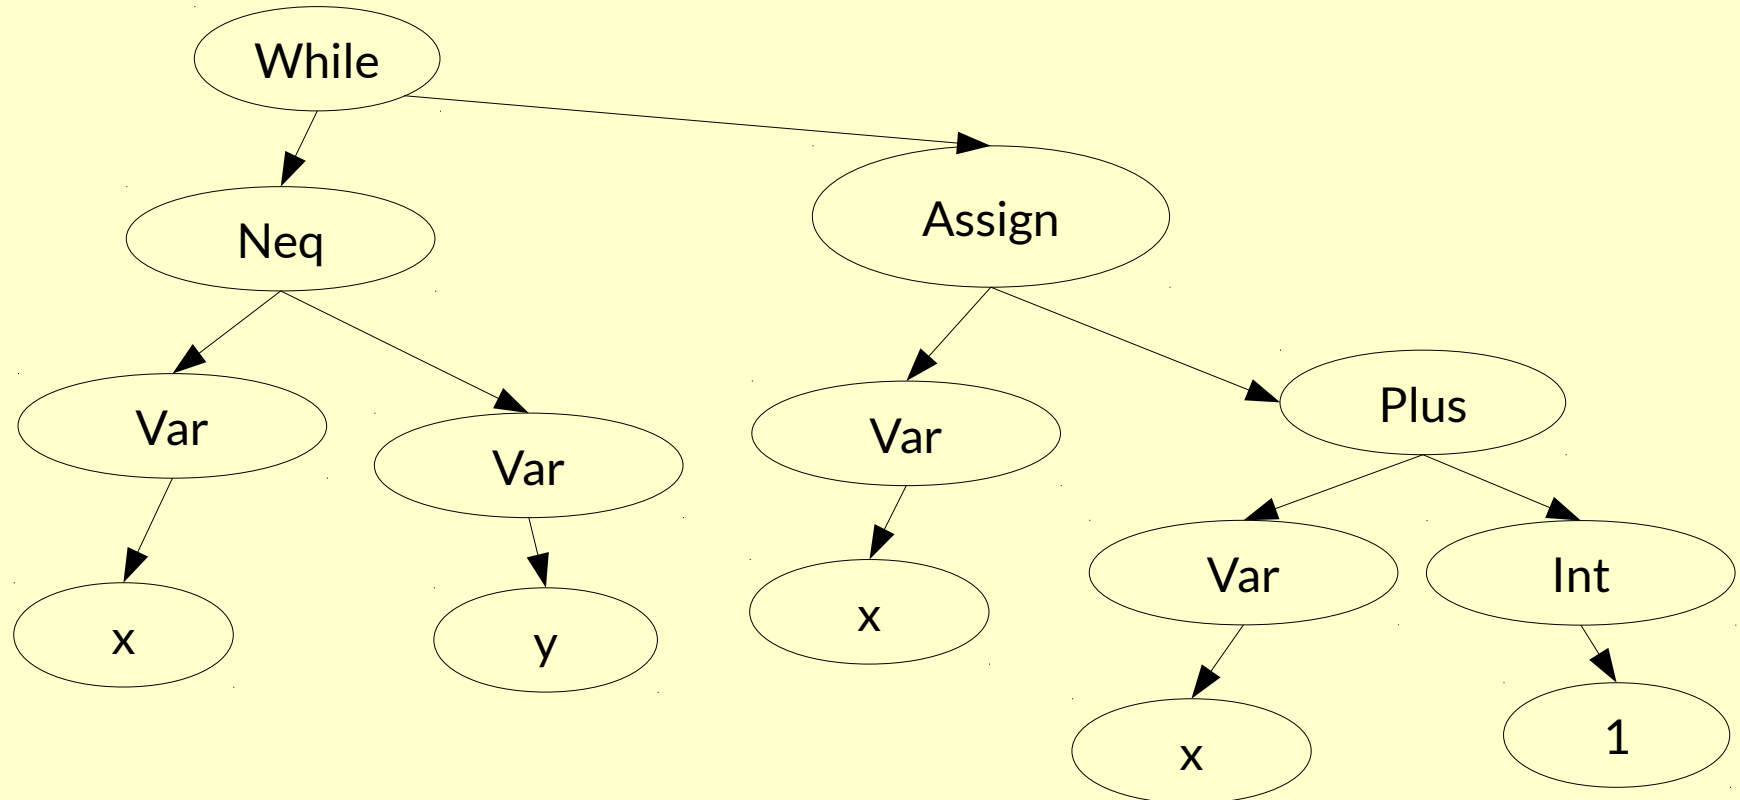 While
Neq
Assign
Var
Var
Var
Plus
x
y
x
Var
Int
x
1